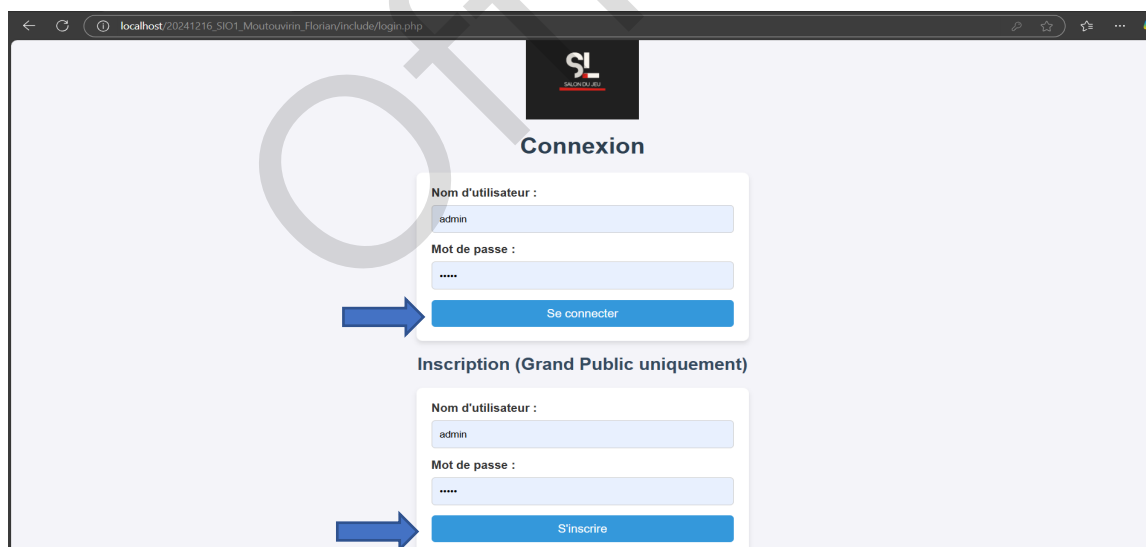 localhost/20241216_SIO1_Moutouvirin_Florian/include/login.php
SL
SALON DU JEU
Connexion
Nom d'utilisateur :
admin
Mot de passe :
•••••
Se connecter
Inscription (Grand Public uniquement)
Nom d'utilisateur :
admin
Mot de passe :
•••••
S'inscrire